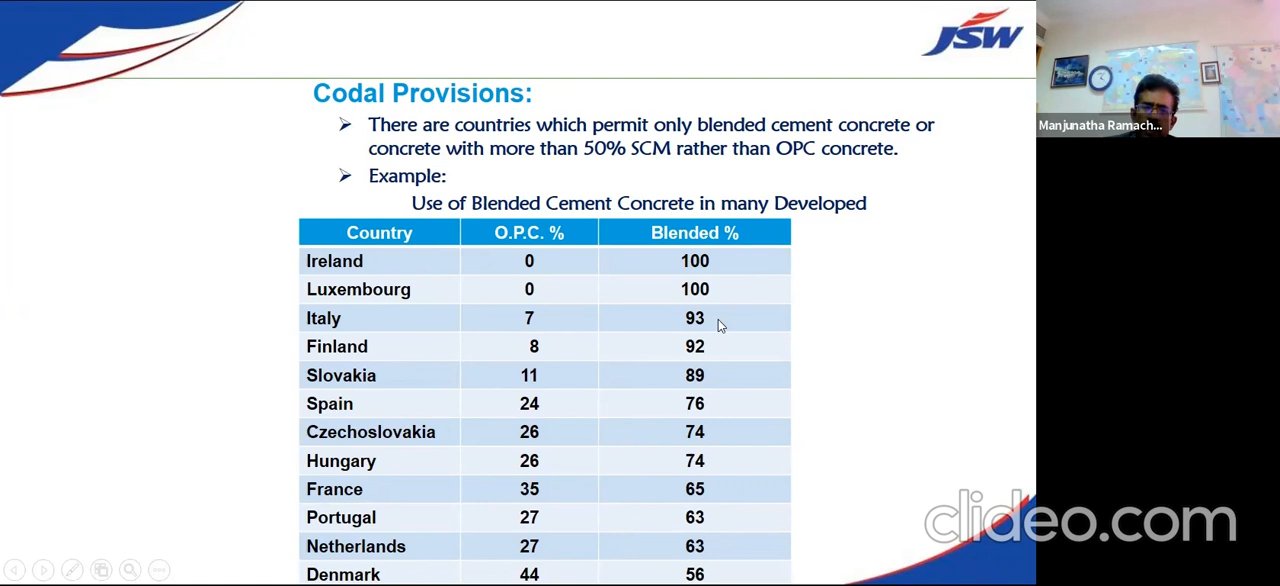 JSW
Manjunatha Ramach...
Codal Provisions:
➢ There are countries which permit only blended cement concrete or
concrete with more than 50% SCM rather than OPC concrete.
➢ Example:
Use of Blended Cement Concrete in many Developed
Country O.P.C. % Blended %
Ireland 0 100
Luxembourg 0 100
Italy 7 93
Finland 8 92
Slovakia 11 89
Spain 24 76
Czechoslovakia 26 74
Hungary 26 74
France 35 65
Portugal 27 63
Netherlands 27 63
Denmark 44 56
clideo.com